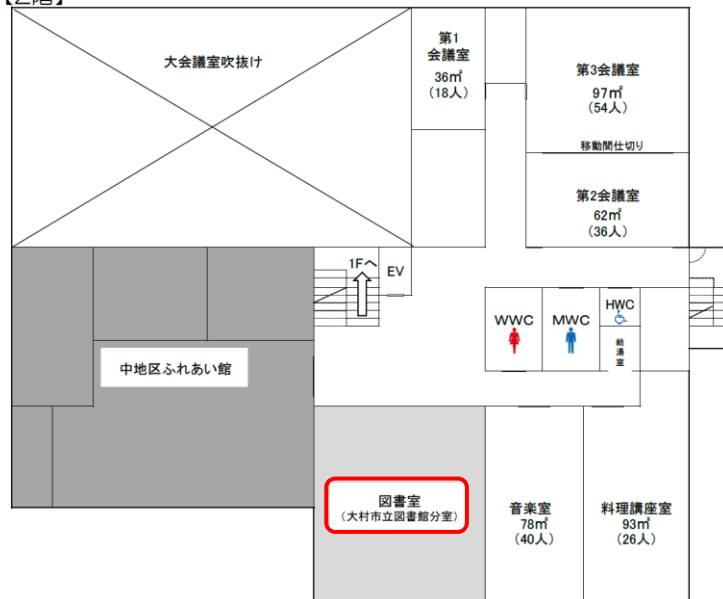 【2階】
大会議室吹抜け
第1
会議室
36㎡
(18人)
第3会議室
97㎡
(54人)
移動間仕切り
第2会議室
62㎡
(36人)
1Fへ
EV
WWC
MWC
HWC
給湯室
中地区ふれあい館
図書室
(大村市立図書館分室)
音楽室
78㎡
(40人)
料理講座室
93㎡
(26人)